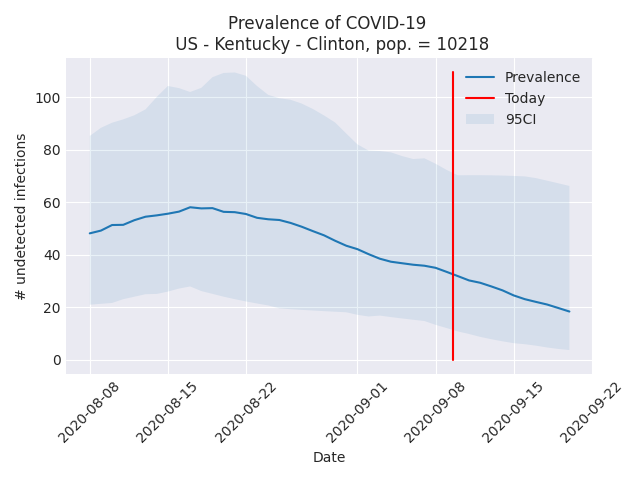 Prevalence of COVID-19
US - Kentucky - Clinton, pop. = 10218
Prevalence
Today
95CI
# undetected infections
100
80
60
40
20
0
2020-08-08
2020-08-15
2020-08-22
2020-09-01
2020-09-08
2020-09-15
2020-09-22
Date